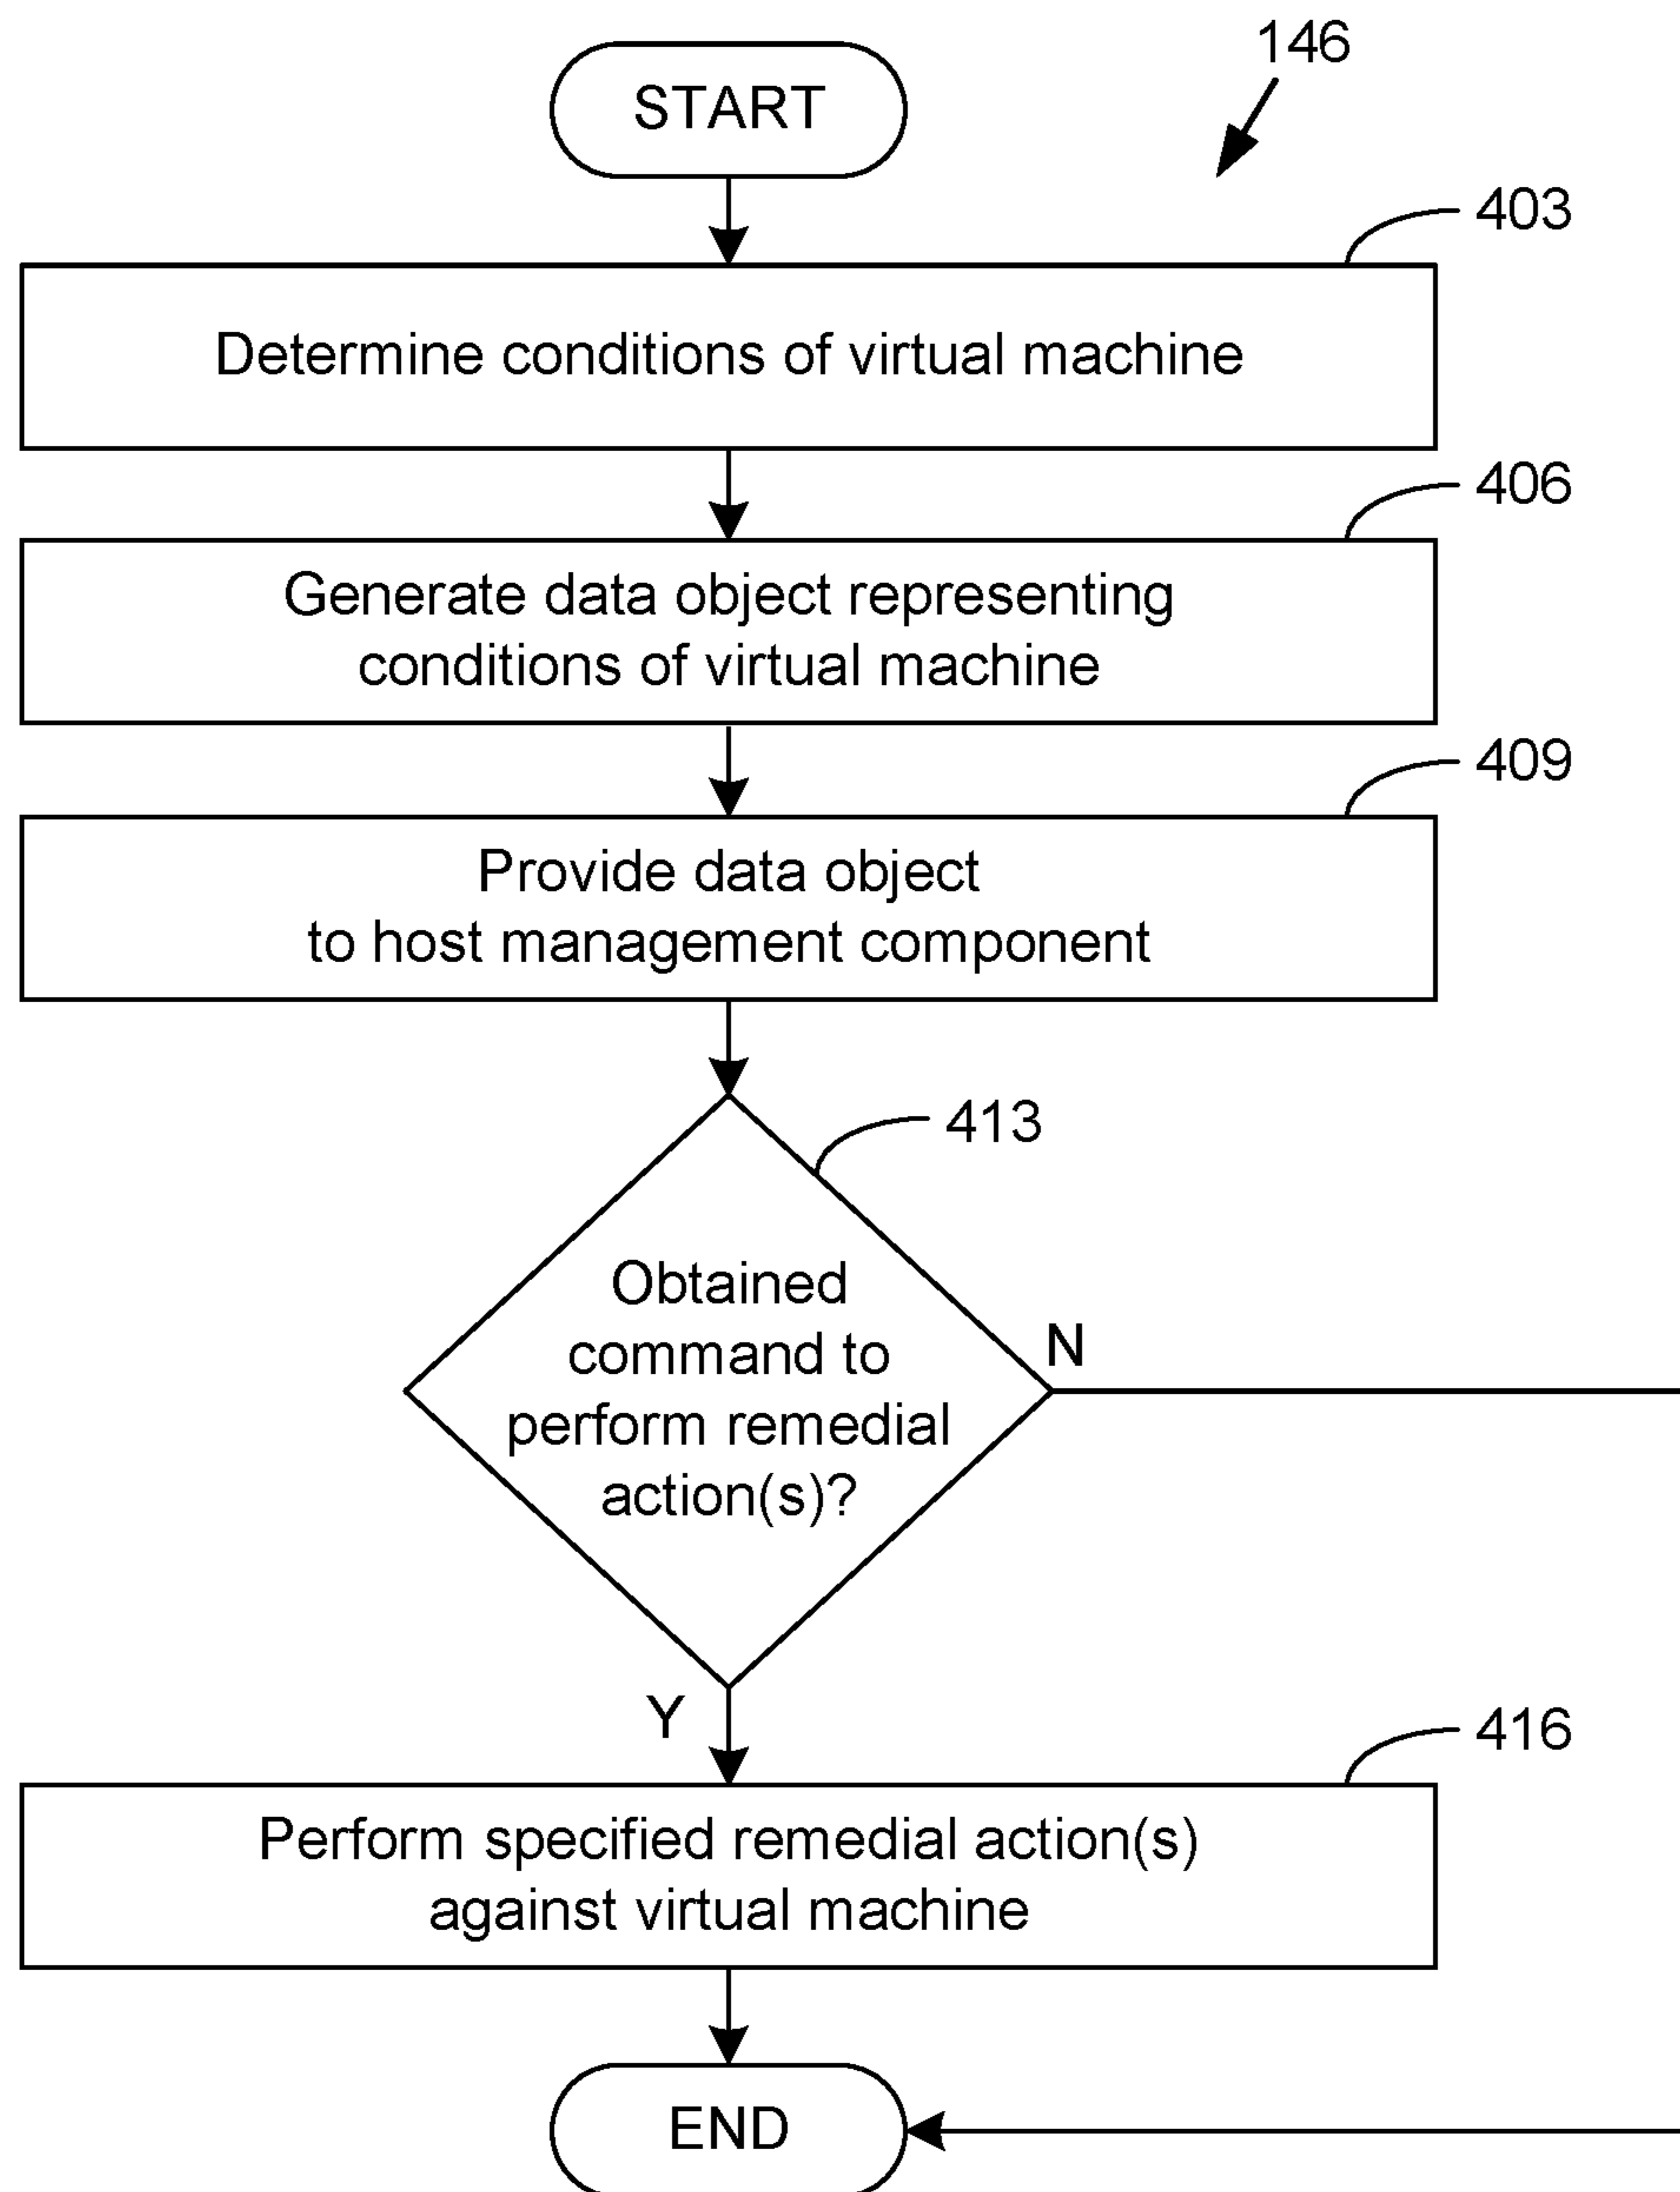 146
START
403
Determine conditions of virtual machine
406
Generate data object representing
conditions of virtual machine
409
Provide data object
to host management component
413
Obtained
command to
perform remedial
action(s)?
N
Y
416
Perform specified remedial action(s)
against virtual machine
END